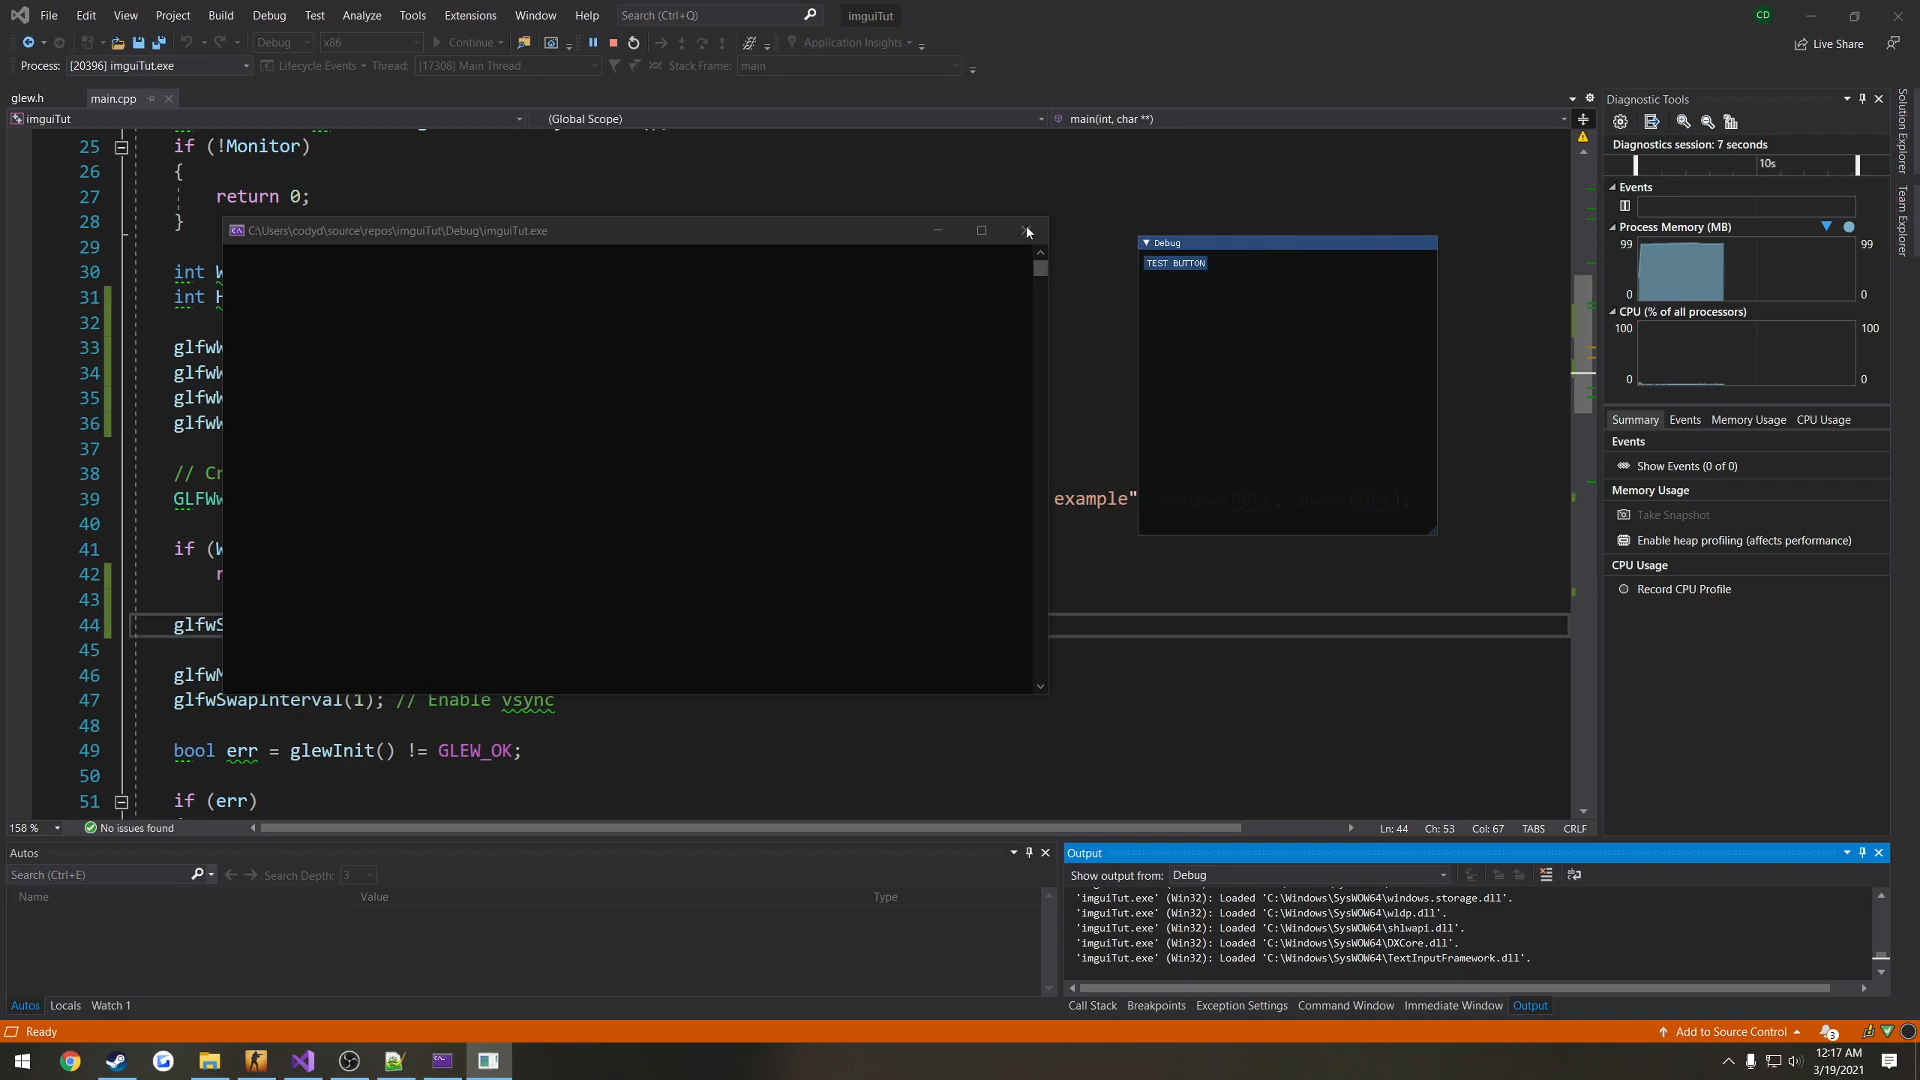 File Edit View Project Build Debug Test Analyze Tools Extensions Window Help Search (Ctrl+Q) imguiTut CD
Debug x86 Continue Application Insights Live Share
Process: [20396] imguiTut.exe Lifecycle Events Thread: [17308] Main Thread Stack Frame: main
glew.h main.cpp
imguiTut (Global Scope) main(int, char **)
25 if (!Monitor)
26 {
27 return 0;
28 }
29
30 int
31 int
32
33
34
35
36
37
38 //
39 example", NULL, NULL);
40
41 if
42
43
44
45
46
47 glfwSwapInterval(1); // Enable vsync
48
49 bool err = glewInit() != GLEW_OK;
50
51 if (err)
C:\Users\codyd\source\repos\imguiTut\Debug\imguiTut.exe
Debug
TEST BUTTON
158 % No issues found Ln: 44 Ch: 53 Col: 67 TABS CRLF
Diagnostic Tools
Diagnostics session: 7 seconds
10s
Events
Process Memory (MB)
99 99
0 0
CPU (% of all processors)
100 100
0 0
Summary Events Memory Usage CPU Usage
Events
Show Events (0 of 0)
Memory Usage
Take Snapshot
Enable heap profiling (affects performance)
CPU Usage
Record CPU Profile
Solution Explorer
Team Explorer
Autos
Search (Ctrl+E) Search Depth: 3
Name Value Type
Autos Locals Watch 1
Output
Show output from: Debug
'imguiTut.exe' (Win32): Loaded 'C:\Windows\SysWOW64\windows.storage.dll'.
'imguiTut.exe' (Win32): Loaded 'C:\Windows\SysWOW64\wldp.dll'.
'imguiTut.exe' (Win32): Loaded 'C:\Windows\SysWOW64\shlwapi.dll'.
'imguiTut.exe' (Win32): Loaded 'C:\Windows\SysWOW64\DXCore.dll'.
'imguiTut.exe' (Win32): Loaded 'C:\Windows\SysWOW64\TextInputFramework.dll'.
Call Stack Breakpoints Exception Settings Command Window Immediate Window Output
Ready Add to Source Control 3
12:17 AM
3/19/2021